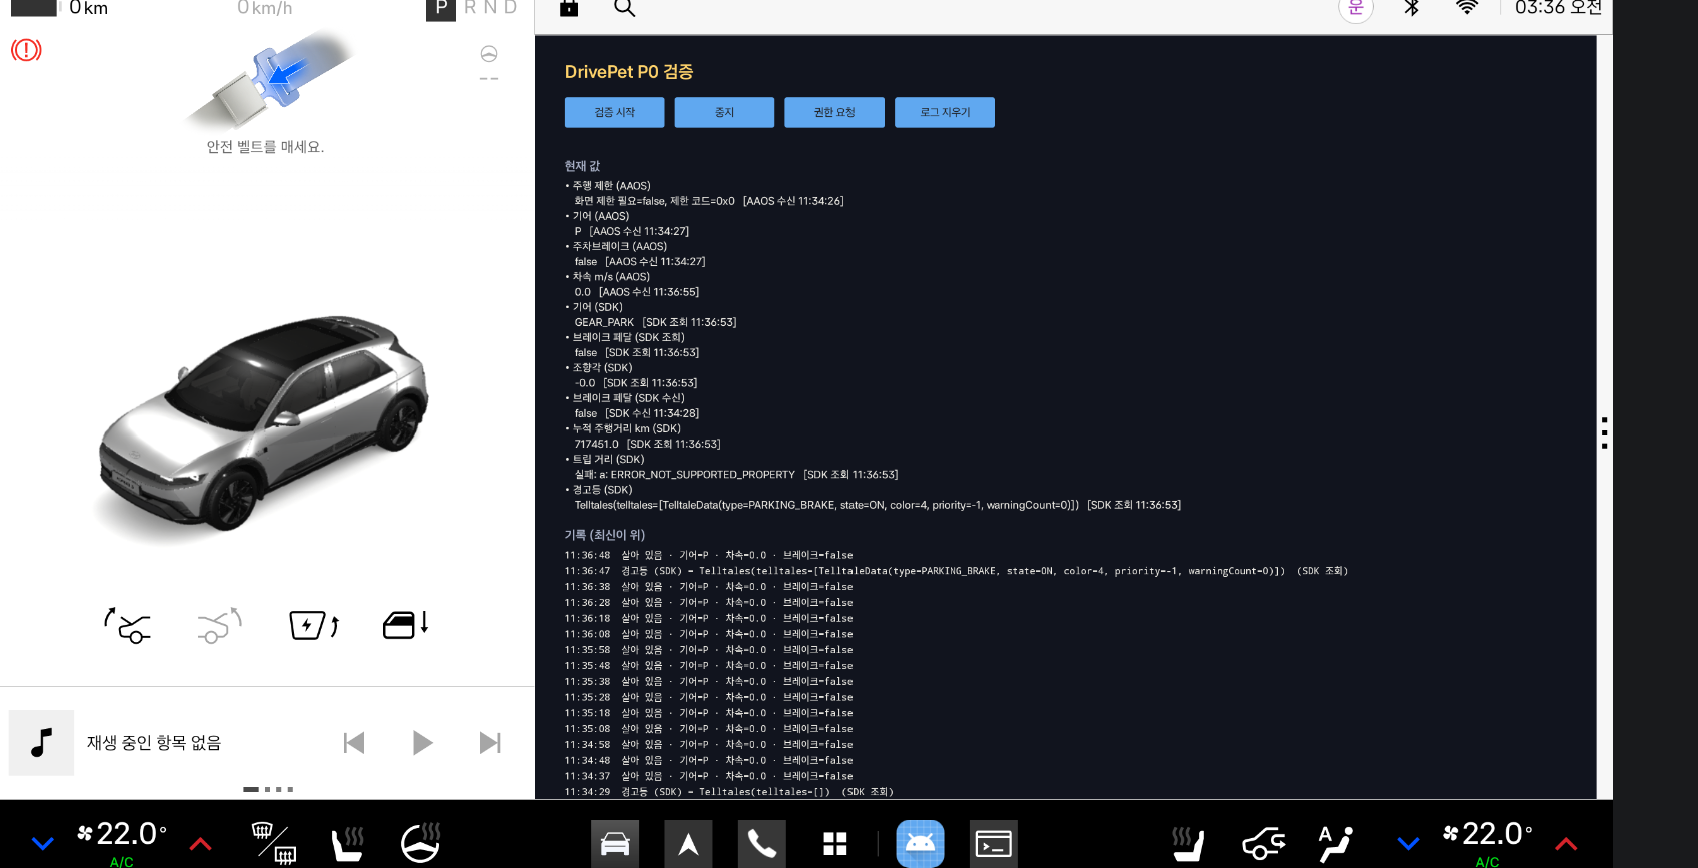 0 km
0 km/h
P R N D
안전 벨트를 매세요.
재생 중인 항목 없음
운
03:36 오전
DrivePet P0 검증
검증 시작
중지
권한 요청
로그 지우기
현재 값
• 주행 제한 (AAOS)
화면 제한 필요=false, 제한 코드=0x0 [AAOS 수신 11:34:26]
• 기어 (AAOS)
P [AAOS 수신 11:34:27]
• 주차브레이크 (AAOS)
false [AAOS 수신 11:34:27]
• 차속 m/s (AAOS)
0.0 [AAOS 수신 11:36:55]
• 기어 (SDK)
GEAR_PARK [SDK 조회 11:36:53]
• 브레이크 페달 (SDK 조회)
false [SDK 조회 11:36:53]
• 조향각 (SDK)
-0.0 [SDK 조회 11:36:53]
• 브레이크 페달 (SDK 수신)
false [SDK 수신 11:34:28]
• 누적 주행거리 km (SDK)
717451.0 [SDK 조회 11:36:53]
• 트립 거리 (SDK)
실패: a: ERROR_NOT_SUPPORTED_PROPERTY [SDK 조회 11:36:53]
• 경고등 (SDK)
Telltales(telltales=[TelltaleData(type=PARKING_BRAKE, state=ON, color=4, priority=-1, warningCount=0)]) [SDK 조회 11:36:53]
기록 (최신이 위)
11:36:48 살아 있음 · 기어=P · 차속=0.0 · 브레이크=false
11:36:47 경고등 (SDK) = Telltales(telltales=[TelltaleData(type=PARKING_BRAKE, state=ON, color=4, priority=-1, warningCount=0)]) (SDK 조회)
11:36:38 살아 있음 · 기어=P · 차속=0.0 · 브레이크=false
11:36:28 살아 있음 · 기어=P · 차속=0.0 · 브레이크=false
11:36:18 살아 있음 · 기어=P · 차속=0.0 · 브레이크=false
11:36:08 살아 있음 · 기어=P · 차속=0.0 · 브레이크=false
11:35:58 살아 있음 · 기어=P · 차속=0.0 · 브레이크=false
11:35:48 살아 있음 · 기어=P · 차속=0.0 · 브레이크=false
11:35:38 살아 있음 · 기어=P · 차속=0.0 · 브레이크=false
11:35:28 살아 있음 · 기어=P · 차속=0.0 · 브레이크=false
11:35:18 살아 있음 · 기어=P · 차속=0.0 · 브레이크=false
11:35:08 살아 있음 · 기어=P · 차속=0.0 · 브레이크=false
11:34:58 살아 있음 · 기어=P · 차속=0.0 · 브레이크=false
11:34:48 살아 있음 · 기어=P · 차속=0.0 · 브레이크=false
11:34:37 살아 있음 · 기어=P · 차속=0.0 · 브레이크=false
11:34:29 경고등 (SDK) = Telltales(telltales=[]) (SDK 조회)
22.0°
A/C
A
22.0°
A/C